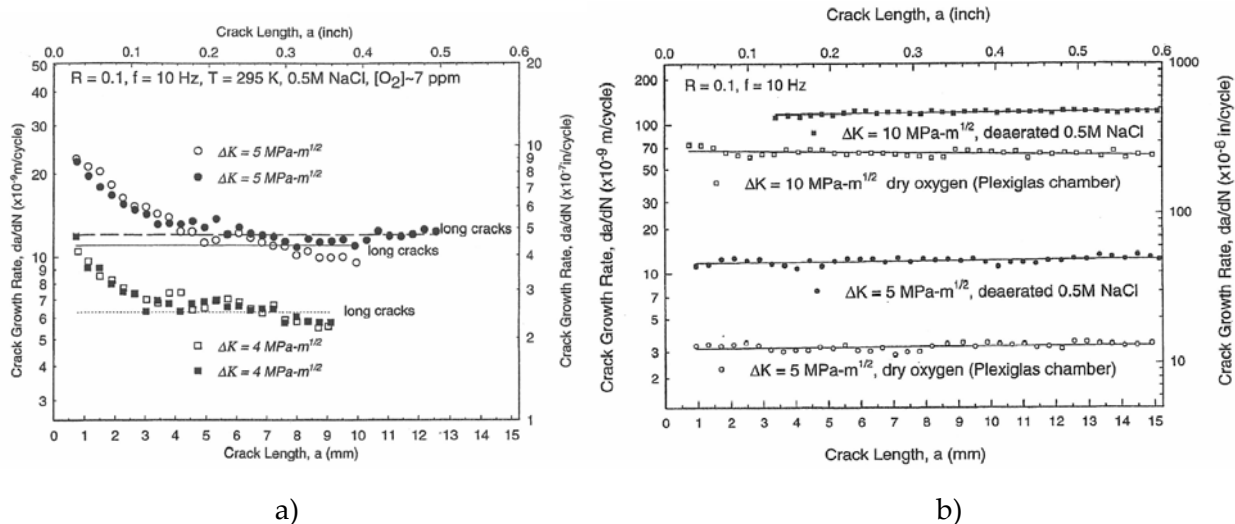 Crack Length, a (inch)
0.0 0.1 0.2 0.3 0.4 0.5 0.6
50
40
30
20
10
9
8
7
6
5
4
3
Crack Growth Rate, da/dN (x10⁻⁹m/cycle)
R = 0.1, f = 10 Hz, T = 295 K, 0.5M NaCl, [O₂]~7 ppm
ΔK = 5 MPa-m^1/2
ΔK = 5 MPa-m^1/2
long cracks
long cracks
long cracks
ΔK = 4 MPa-m^1/2
ΔK = 4 MPa-m^1/2
20
10
9
8
7
6
5
4
3
2
1
Crack Growth Rate, da/dN (x10⁻⁷in/cycle)
0 1 2 3 4 5 6 7 8 9 10 11 12 13 14 15
Crack Length, a (mm)
a)
Crack Length, a (inch)
0.0 0.1 0.2 0.3 0.4 0.5 0.6
200
100
70
50
30
20
10
7
5
3
2
Crack Growth Rate, da/dN (x10⁻⁹ m/cycle)
R = 0.1, f = 10 Hz
ΔK = 10 MPa-m^1/2, deaerated 0.5M NaCl
ΔK = 10 MPa-m^1/2 dry oxygen (Plexiglas chamber)
ΔK = 5 MPa-m^1/2, deaerated 0.5M NaCl
ΔK = 5 MPa-m^1/2, dry oxygen (Plexiglas chamber)
1000
100
10
Crack Growth Rate, da/dN (x10⁻⁸ in/cycle)
0 1 2 3 4 5 6 7 8 9 10 11 12 13 14 15
Crack Length, a (mm)
b)